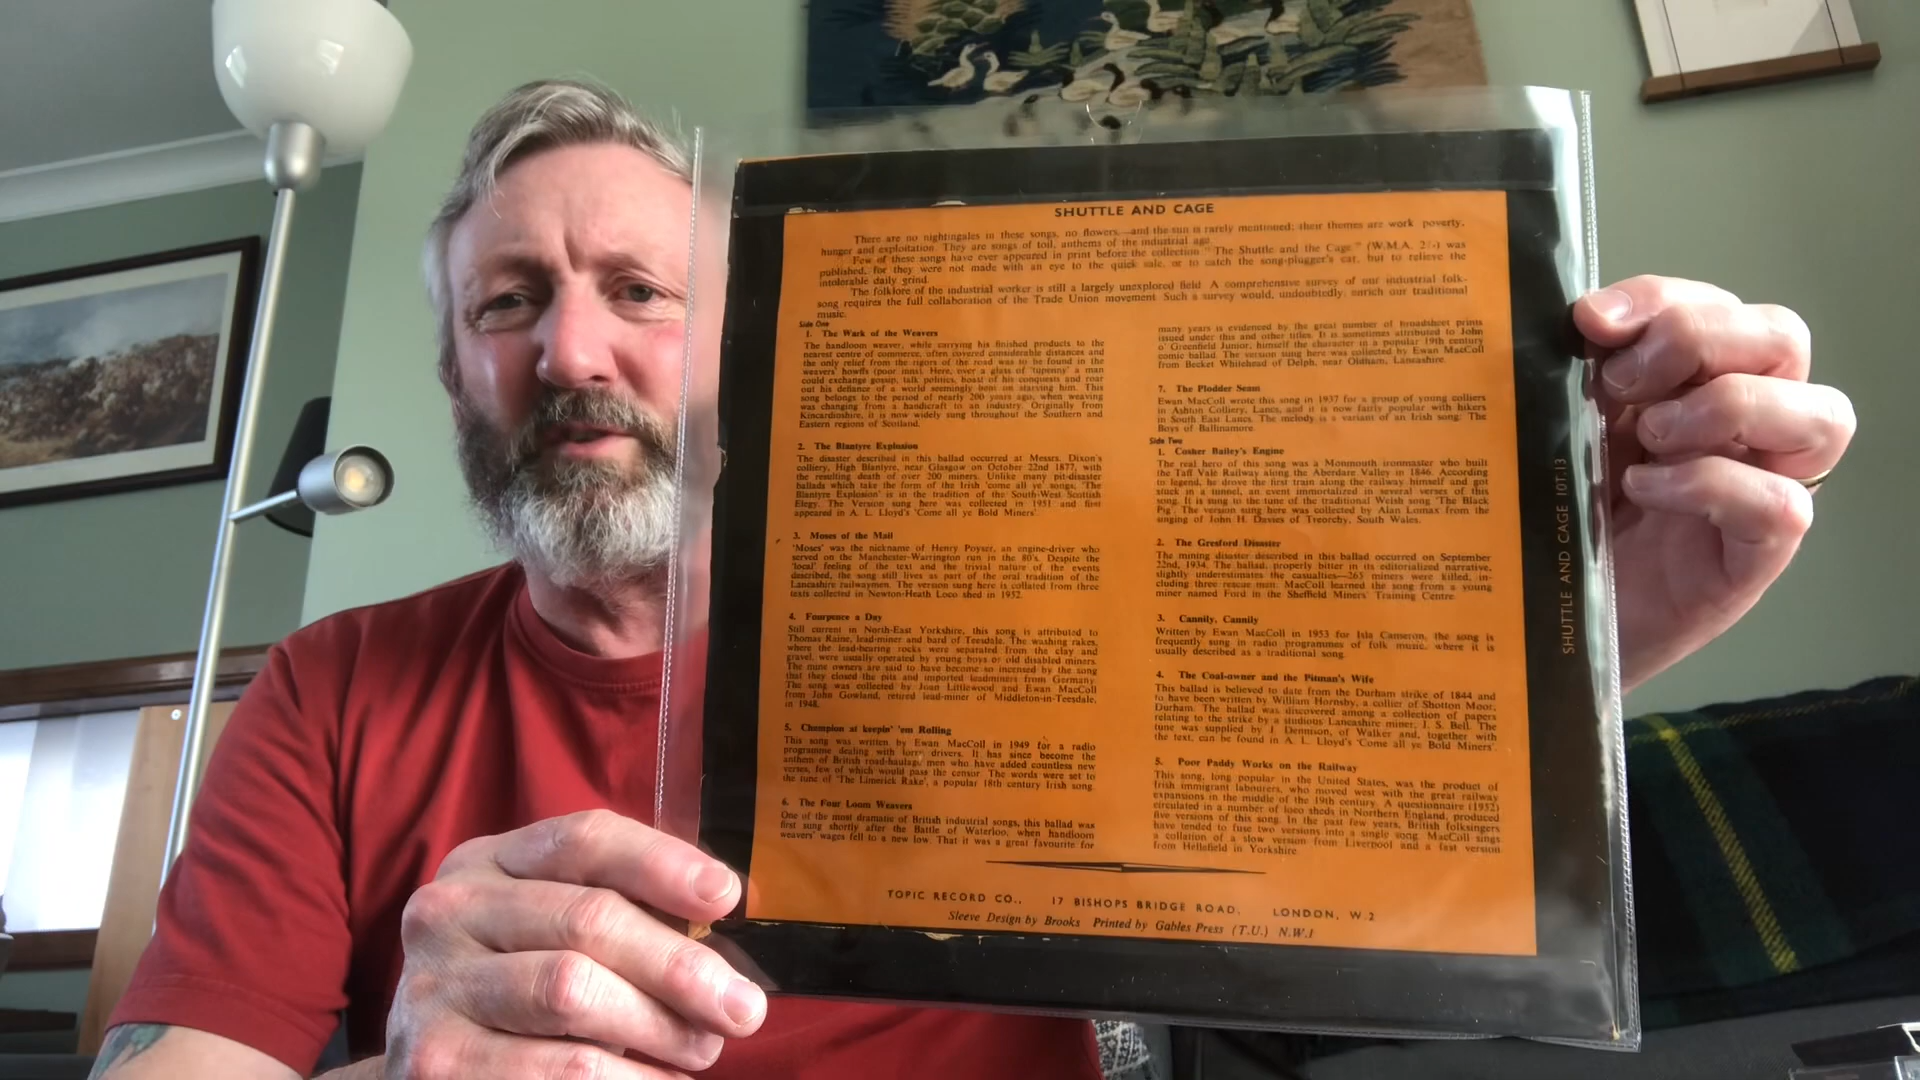 SHUTTLE AND CAGE
There are no nightingales in these songs, no flowers,—and the sun is rarely mentioned; their themes are work poverty,
hunger and exploitation. They are songs of toil, anthems of the industrial age.
Few of these songs have ever appeared in print before the collection "The Shuttle and the Cage" (W.M.A. 2/-) was
published, for they were not made with an eye to the quick sale, or to catch the song-plugger's ear, but to relieve the
intolerable daily grind.
The folklore of the industrial worker is still a largely unexplored field. A comprehensive survey of our industrial folk-
song requires the full collaboration of the Trade Union movement Such a survey would, undoubtedly, enrich our traditional
music.
Side One
1. The Wark of the Weavers
The handloom weaver, while carrying his finished products to the
nearest centre of commerce, often covered considerable distances and
the only relief from the rigors of the road was to be found in the
weavers' howffs (poor inns). Here, over a glass of 'tupenny' a man
could exchange gossip, talk politics, boast of his conquests and roar
out his defiance of a world seemingly bent on starving him. This
song belongs to the period of nearly 200 years ago, when weaving
was changing from a handcraft to an industry. Originally from
Kincardinshire, it is now widely sung throughout the Southern and
Eastern regions of Scotland.
2. The Blantyre Explosion
The disaster described in this ballad occurred at Messrs. Dixon's
colliery, High Blantyre, near Glasgow on October 22nd 1877, with
the resulting death of over 200 miners. Unlike many pit-disaster
ballads which take the form of the Irish 'come all ye' songs, 'The
Blantyre Explosion' is in the tradition of the South-West Scottish
Elegy. The Version sung here was collected in 1951 and first
appeared in A. L. Lloyd's 'Come all ye Bold Miners'.
3. Moses of the Mail
'Moses' was the nickname of Henry Poyser, an engine-driver who
served on the Manchester-Warrington run in the 80's. Despite the
'local' feeling of the text and the trivial nature of the events
described, the song still lives as part of the oral tradition of the
Lancashire railwaymen. The version sung here is collated from three
texts collected in Newton-Heath Loco shed in 1952.
4. Fourpence a Day
Still current in North-East Yorkshire, this song is attributed to
Thomas Raine, lead-miner and bard of Teesdale. The washing rakes,
where the lead-bearing rocks were separated from the clay and
gravel, were usually operated by young boys or old disabled miners.
The mine owners are said to have become so incensed by the song
that they closed the pits and imported leadminers from Germany.
The song was collected by Joan Littlewood and Ewan MacColl
from John Gowland, retired lead-miner of Middleton-in-Teesdale,
in 1948.
5. Champion at keepin' 'em Rolling
This song was written by Ewan MacColl in 1949 for a radio
programme dealing with lorry drivers. It has since become the
anthem of British road-haulage men who have added countless new
verses, few of which would pass the censor. The words were set to
the tune of 'The Limerick Rake', a popular 18th century Irish song.
6. The Four Loom Weavers
One of the most dramatic of British industrial songs, this ballad was
first sung shortly after the Battle of Waterloo, when handloom
weavers' wages fell to a new low. That it was a great favourite for
many years is evidenced by the great number of broadsheet prints
issued under this and other titles. It is sometimes attributed to John
o' Greenfield Junior, himself the character in a popular 19th century
comic ballad. The version sung here was collected by Ewan MacColl
from Becket Whitehead of Delph, near Oldham, Lancashire.
7. The Plodder Seam
Ewan MacColl wrote this song in 1937 for a group of young colliers
in Ashton Colliery, Lancs, and it is now fairly popular with hikers
in South East Lancs. The melody is a variant of an Irish song: The
Boys of Ballinamore.
Side Two
1. Cosher Bailey's Engine
The real hero of this song was a Monmouth ironmaster who built
the Taff Vale Railway along the Aberdare Valley in 1846. According
to legend, he drove the first train along the railway himself and got
stuck in a tunnel, an event immortalized in several verses of this
song. It is sung to the tune of the traditional Welsh song 'The Black
Pig'. The version sung here was collected by Alan Lomax from the
singing of John H. Davies of Treorchy, South Wales.
2. The Gresford Disaster
The mining disaster described in this ballad occurred on September
22nd, 1934. The ballad, properly bitter in its editorialized narrative,
slightly underestimates the casualties—265 miners were killed, in-
cluding three rescue men. MacColl learned the song from a young
miner named Ford in the Sheffield Miners' Training Centre.
3. Cannily, Cannily
Written by Ewan MacColl in 1953 for Isla Cameron, the song is
frequently sung in radio programmes of folk music, where it is
usually described as a traditional song.
4. The Coal-owner and the Pitman's Wife
This ballad is believed to date from the Durham strike of 1844 and
to have been written by William Hornsby, a collier of Shotton Moor,
Durham. The ballad was discovered among a collection of papers
relating to the strike by a studious Lancashire miner, J. S. Bell. The
tune was supplied by J. Dennison, of Walker and, together with
the text, can be found in A. L. Lloyd's 'Come all ye Bold Miners'.
5. Poor Paddy Works on the Railway
This song, long popular in the United States, was the product of
Irish immigrant labourers, who moved west with the great railway
expansions in the middle of the 19th century. A questionnaire (1952)
circulated in a number of loco sheds in Northern England, produced
five versions of this song. In the past few years, British folksingers
have tended to fuse two versions into a single song. MacColl sings
a collation of a slow version from Liverpool and a fast version
from Hellefield in Yorkshire.
TOPIC RECORD CO., 17 BISHOPS BRIDGE ROAD, LONDON, W.2
Sleeve Design by Brooks Printed by Gables Press (T.U.) N.W.1
SHUTTLE AND CAGE 10T.13